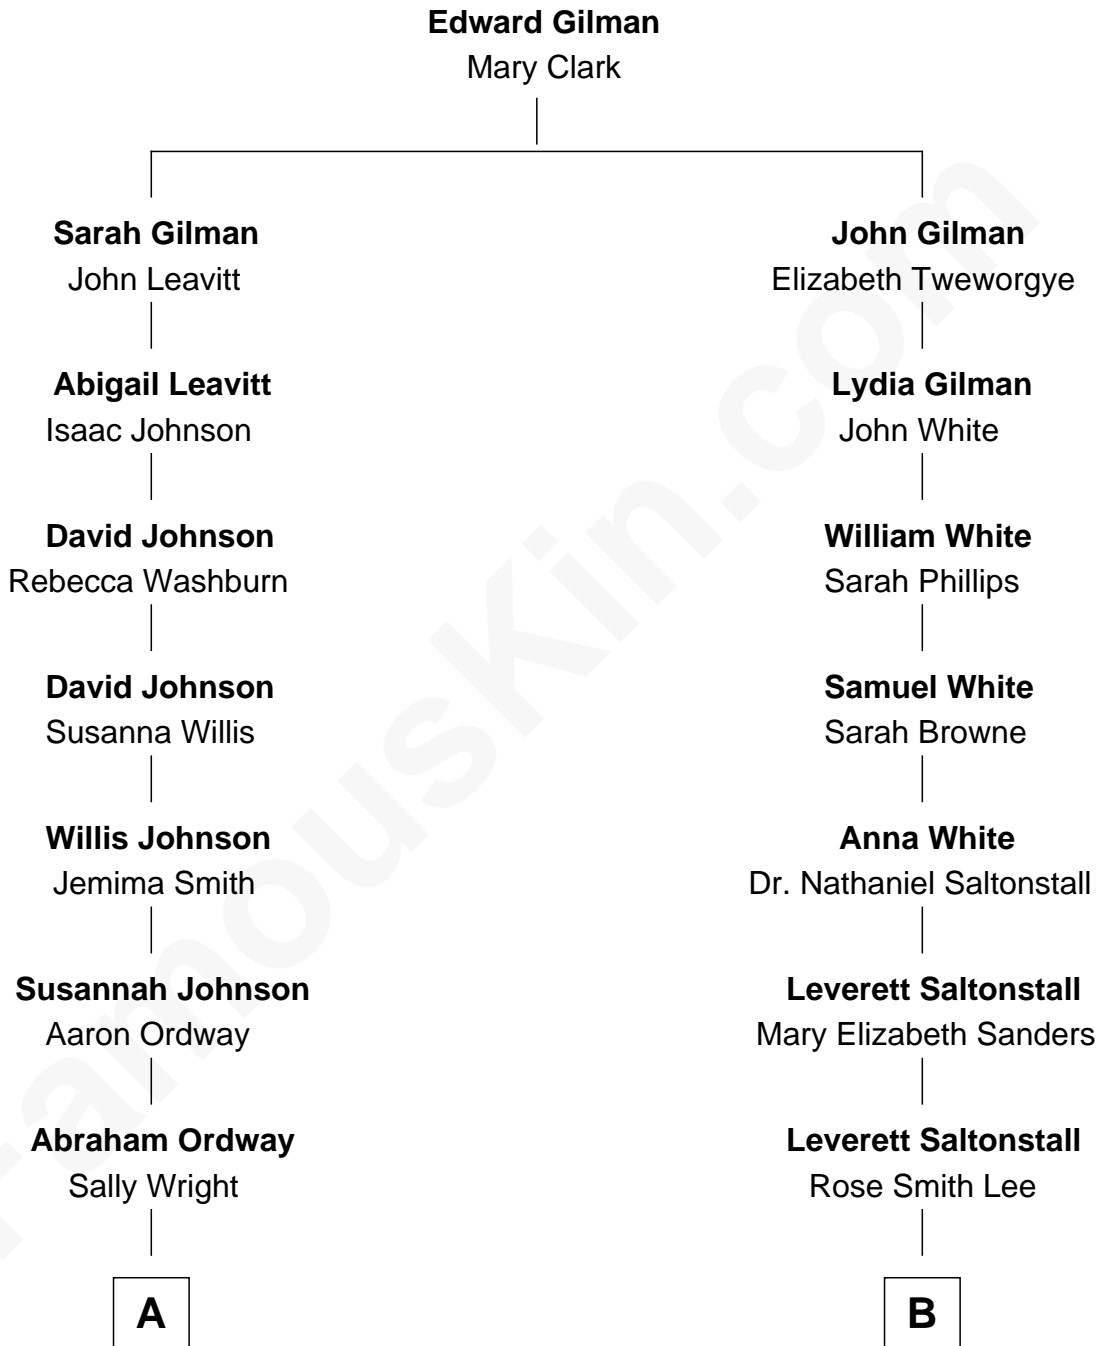 Edward Gilman
Mary Clark
Sarah Gilman
John Leavitt
John Gilman
Elizabeth Tweworgye
Abigail Leavitt
Isaac Johnson
Lydia Gilman
John White
David Johnson
Rebecca Washburn
William White
Sarah Phillips
David Johnson
Susanna Willis
Samuel White
Sarah Browne
Willis Johnson
Jemima Smith
Anna White
Dr. Nathaniel Saltonstall
Susannah Johnson
Aaron Ordway
Leverett Saltonstall
Mary Elizabeth Sanders
Abraham Ordway
Sally Wright
Leverett Saltonstall
Rose Smith Lee
A
B
FamousKin.com